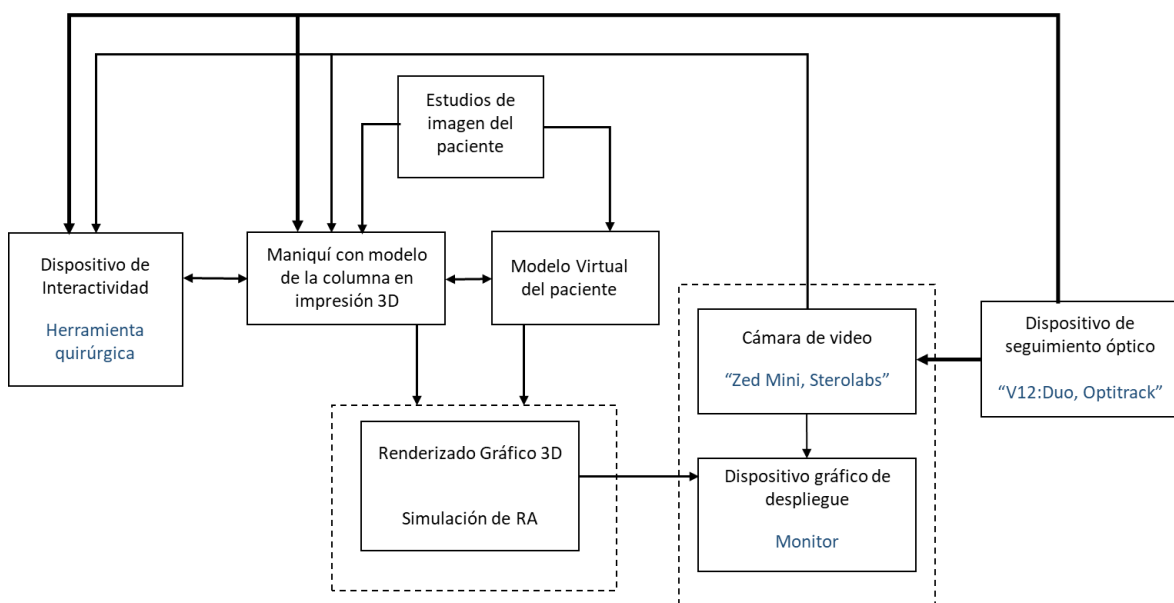 Estudios de
imagen del
paciente
Dispositivo de
Interactividad
Herramienta
quirúrgica
Maniquí con modelo
de la columna en
impresión 3D
Modelo Virtual
del paciente
Cámara de video
“Zed Mini, Sterolabs”
Dispositivo de
seguimiento óptico
“V12:Duo, Optitrack”
Renderizado Gráfico 3D
Simulación de RA
Dispositivo gráfico de
despliegue
Monitor